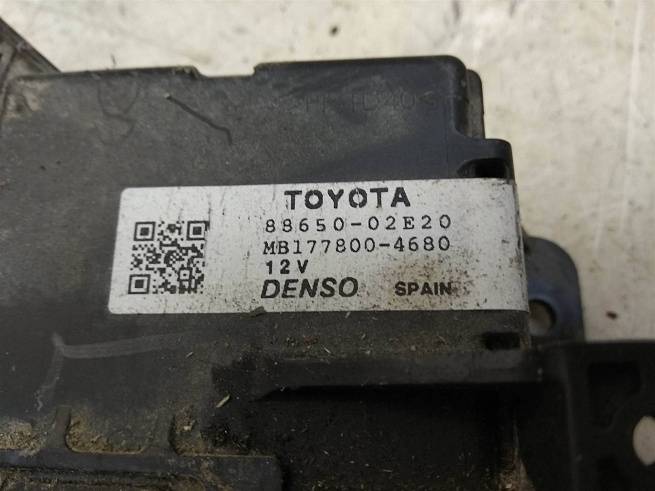 TOYOTA
88650-02E20
MB177800-4680
12V
DENSO SPAIN